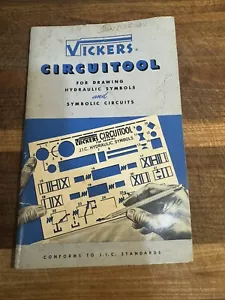 VICKERS
CIRCUITOOL
FOR DRAWING
HYDRAULIC SYMBOLS
and
SYMBOLIC CIRCUITS
VICKERS CIRCUITOOL
J.I.C. HYDRAULIC SYMBOLS
CONFORMS TO J.I.C. STANDARDS